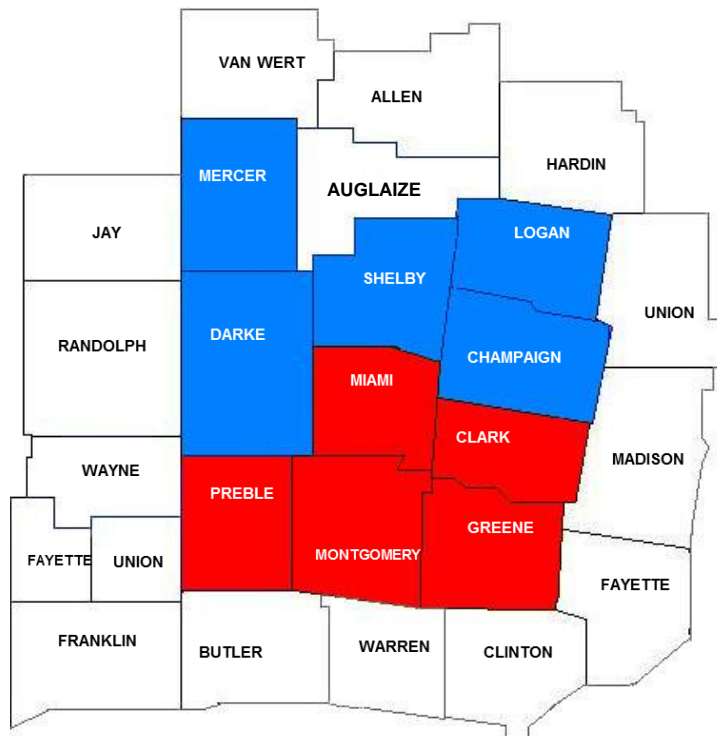 VAN WERT
ALLEN
HARDIN
MERCER
AUGLAIZE
JAY
LOGAN
SHELBY
UNION
DARKE
RANDOLPH
CHAMPAIGN
MIAMI
CLARK
MADISON
WAYNE
PREBLE
GREENE
MONTGOMERY
FAYETTE
UNION
FAYETTE
FRANKLIN
BUTLER
WARREN
CLINTON